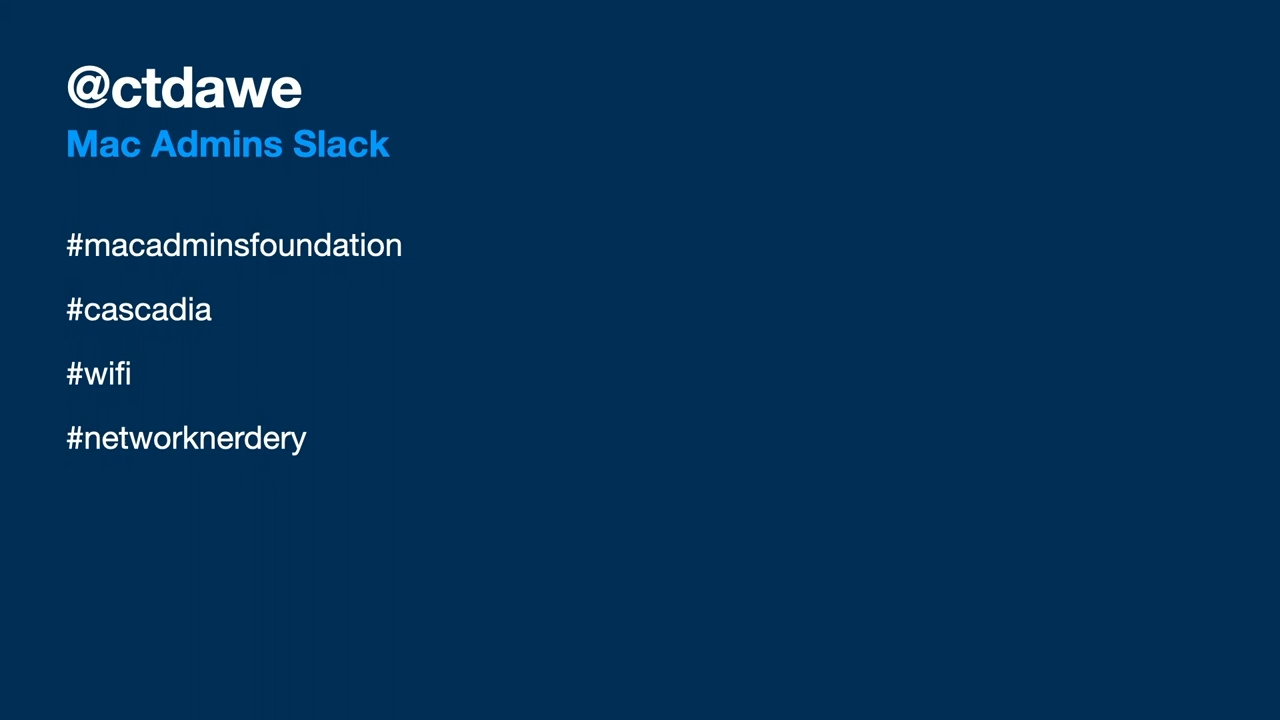 @ctdawe
Mac Admins Slack
#macadminsfoundation
#cascadia
#wifi
#networknerdery